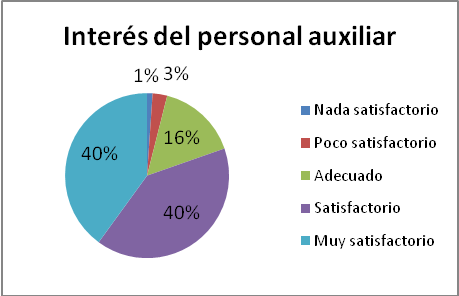 Interés del personal auxiliar
1% 3%
16%
40%
40%
Nada satisfactorio
Poco satisfactorio
Adecuado
Satisfactorio
Muy satisfactorio